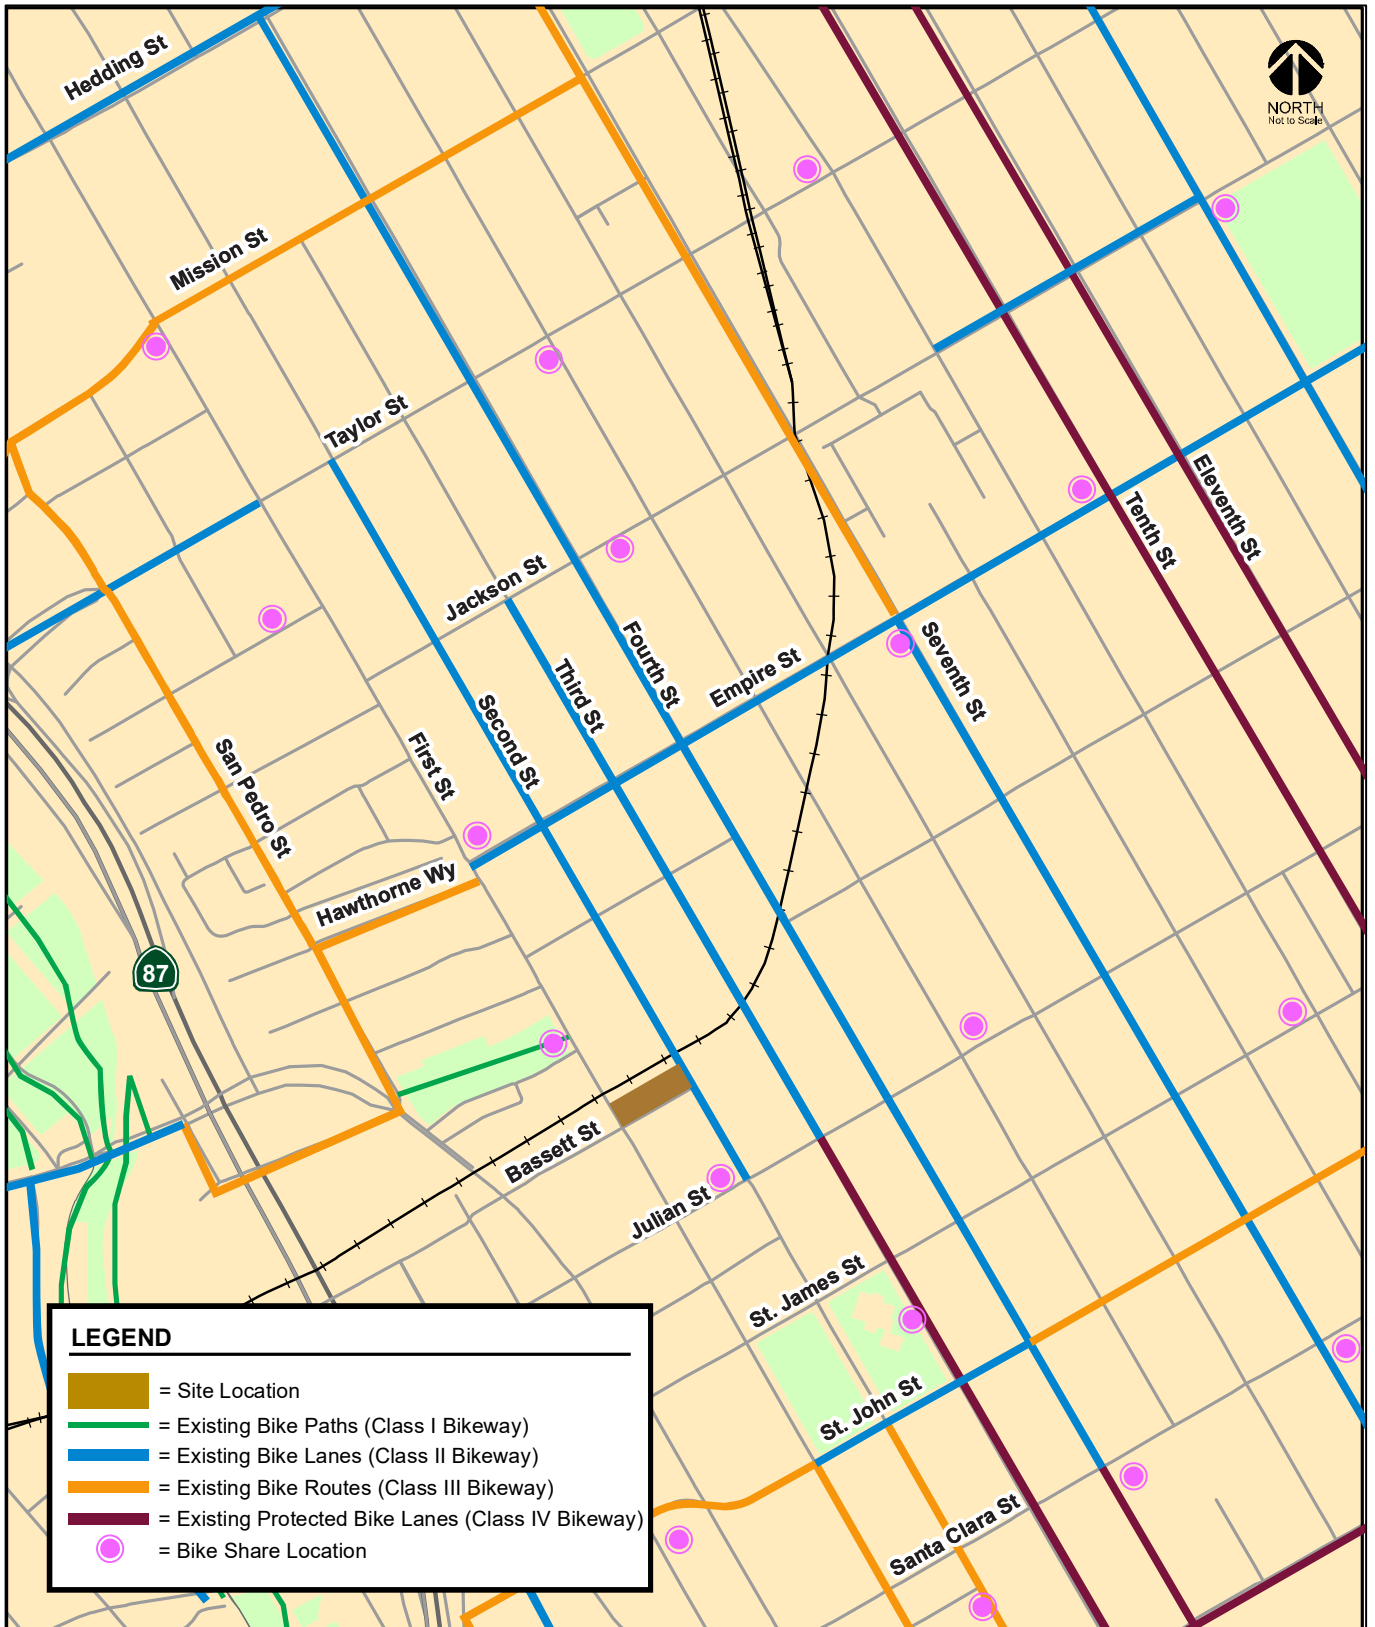 Hedding St
NORTH
Not to Scale
Mission St
Taylor St
Eleventh St
Tenth St
Jackson St
Fourth St
Seventh St
Empire St
Third St
Second St
First St
San Pedro St
Hawthorne Wy
87
Bassett St
Julian St
St. James St
St. John St
Santa Clara St
LEGEND
= Site Location
= Existing Bike Paths (Class I Bikeway)
= Existing Bike Lanes (Class II Bikeway)
= Existing Bike Routes (Class III Bikeway)
= Existing Protected Bike Lanes (Class IV Bikeway)
= Bike Share Location